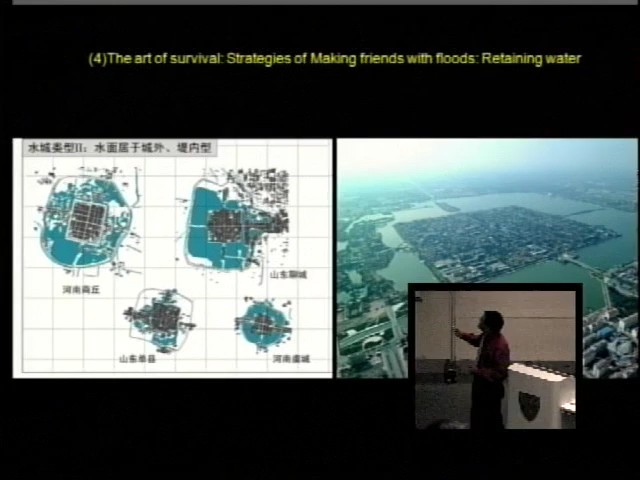 (4)The art of survival: Strategies of Making friends with floods: Retaining water
水城类型II：水面居于城外、堤内型
河南商丘
山东聊城
山东单县
河南虞城